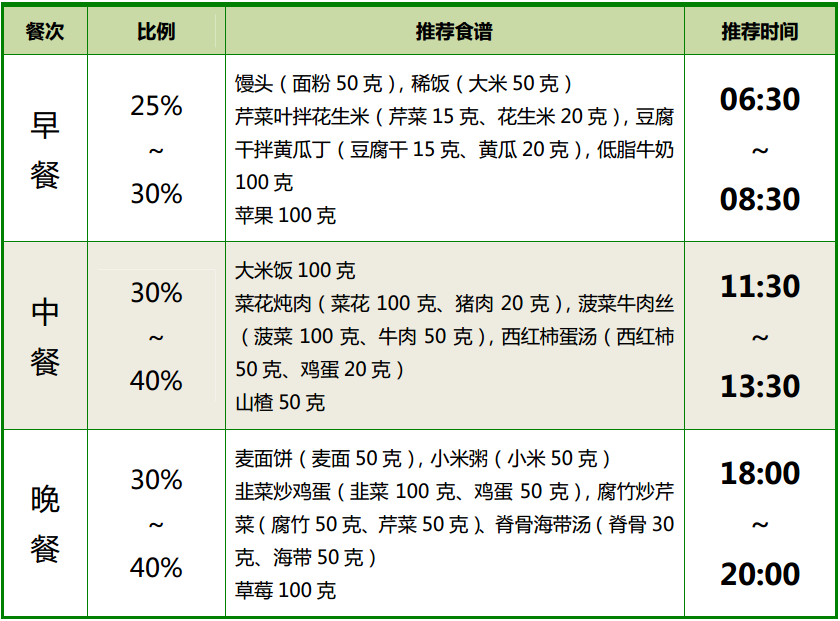 餐次 比例 推荐食谱 推荐时间
早
餐
25%
~
30%
馒头（面粉 50 克），稀饭（大米 50 克）
芹菜叶拌花生米（芹菜 15 克、花生米 20 克），豆腐
干拌黄瓜丁（豆腐干 15 克、黄瓜 20 克），低脂牛奶
100 克
苹果 100 克
06:30
~
08:30
中
餐
30%
~
40%
大米饭 100 克
菜花炖肉（菜花 100 克、猪肉 20 克），菠菜牛肉丝
（菠菜 100 克、牛肉 50 克），西红柿蛋汤（西红柿
50 克、鸡蛋 20 克）
山楂 50 克
11:30
~
13:30
晚
餐
30%
~
40%
麦面饼（麦面 50 克），小米粥（小米 50 克）
韭菜炒鸡蛋（韭菜 100 克、鸡蛋 50 克），腐竹炒芹
菜（腐竹 50 克、芹菜 50 克）、脊骨海带汤（脊骨 30
克、海带 50 克）
草莓 100 克
18:00
~
20:00